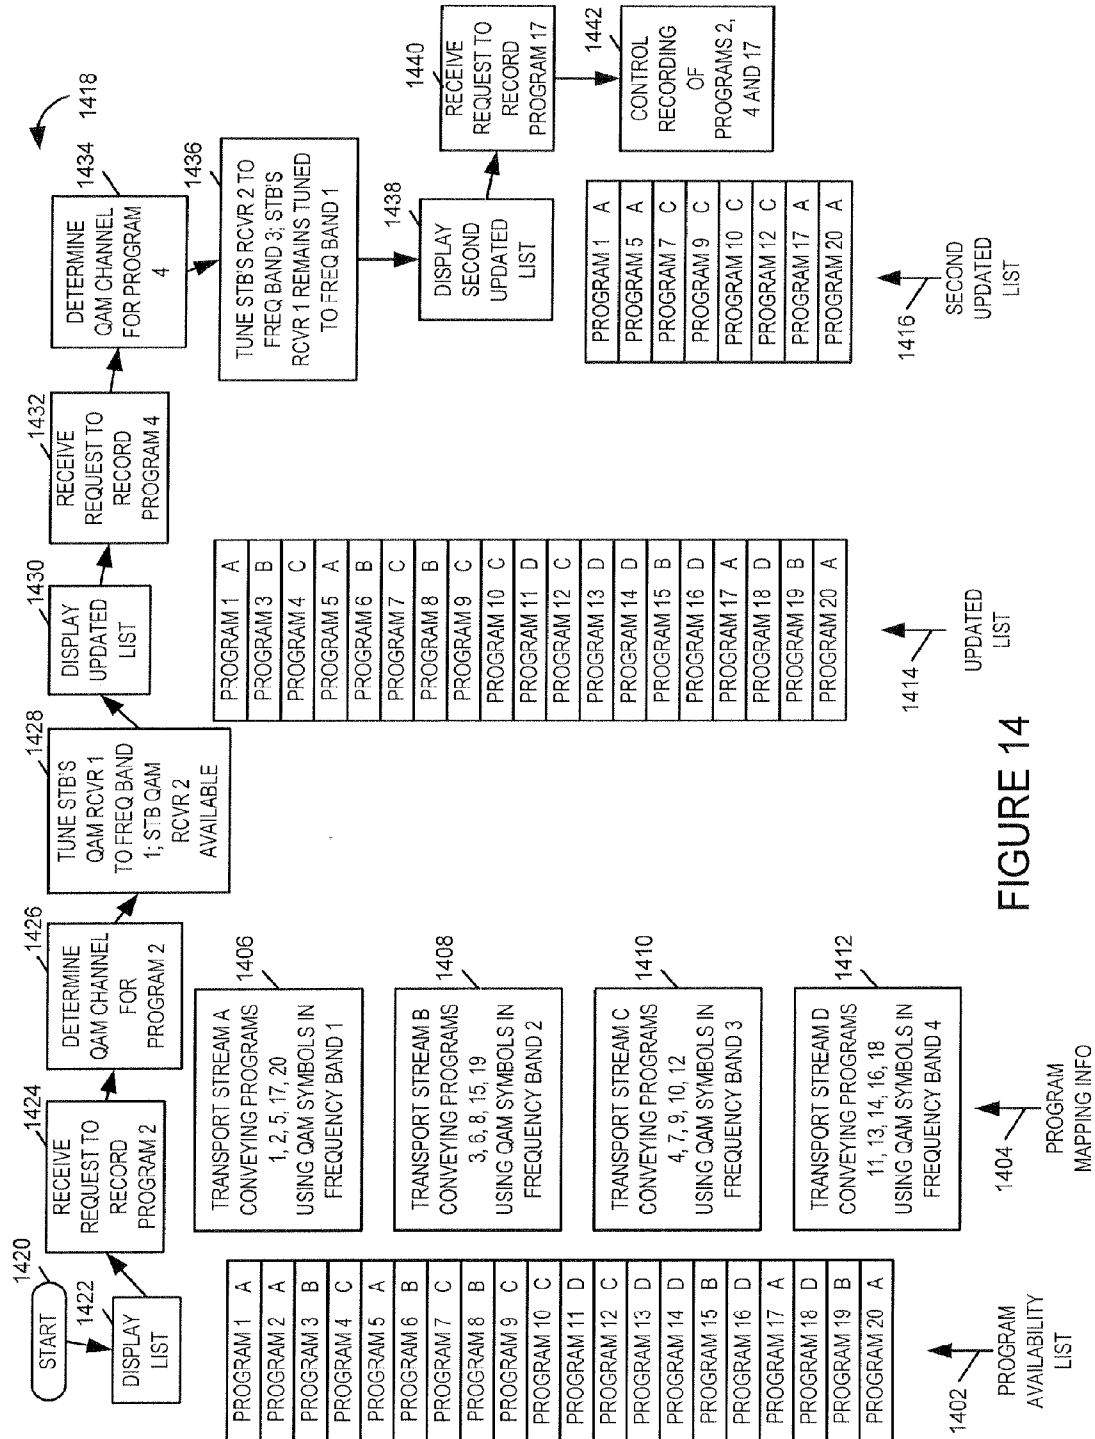 1420
START
1422
DISPLAY
LIST
1424
RECEIVE
REQUEST TO
RECORD
PROGRAM 2
1426
DETERMINE
QAM CHANNEL
FOR
PROGRAM 2
1428
TUNE STB'S
QAM RCVR 1
TO FREQ BAND
1; STB QAM
RCVR 2
AVAILABLE
1430
DISPLAY
UPDATED
LIST
1432
RECEIVE
REQUEST TO
RECORD
PROGRAM 4
1434
DETERMINE
QAM CHANNEL
FOR PROGRAM
4
1418
1436
TUNE STB'S RCVR 2 TO
FREQ BAND 3; STB'S
RCVR 1 REMAINS TUNED
TO FREQ BAND 1
1438
DISPLAY
SECOND
UPDATED
LIST
1440
RECEIVE
REQUEST TO
RECORD
PROGRAM 17
1442
CONTROL
RECORDING
OF
PROGRAMS 2,
4 AND 17
PROGRAM 1 A
PROGRAM 2 A
PROGRAM 3 B
PROGRAM 4 C
PROGRAM 5 A
PROGRAM 6 B
PROGRAM 7 C
PROGRAM 8 B
PROGRAM 9 C
PROGRAM 10 C
PROGRAM 11 D
PROGRAM 12 C
PROGRAM 13 D
PROGRAM 14 D
PROGRAM 15 B
PROGRAM 16 D
PROGRAM 17 A
PROGRAM 18 D
PROGRAM 19 B
PROGRAM 20 A
1402
PROGRAM
AVAILABILITY
LIST
1406
TRANSPORT STREAM A
CONVEYING PROGRAMS
1, 2, 5, 17, 20
USING QAM SYMBOLS IN
FREQUENCY BAND 1
1408
TRANSPORT STREAM B
CONVEYING PROGRAMS
3, 6, 8, 15, 19
USING QAM SYMBOLS IN
FREQUENCY BAND 2
1410
TRANSPORT STREAM C
CONVEYING PROGRAMS
4, 7, 9, 10, 12
USING QAM SYMBOLS IN
FREQUENCY BAND 3
1412
TRANSPORT STREAM D
CONVEYING PROGRAMS
11, 13, 14, 16, 18
USING QAM SYMBOLS IN
FREQUENCY BAND 4
1404
PROGRAM
MAPPING INFO
PROGRAM 1 A
PROGRAM 3 B
PROGRAM 4 C
PROGRAM 5 A
PROGRAM 6 B
PROGRAM 7 C
PROGRAM 8 B
PROGRAM 9 C
PROGRAM 10 C
PROGRAM 11 D
PROGRAM 12 C
PROGRAM 13 D
PROGRAM 14 D
PROGRAM 15 B
PROGRAM 16 D
PROGRAM 17 A
PROGRAM 18 D
PROGRAM 19 B
PROGRAM 20 A
1414
UPDATED
LIST
PROGRAM 1 A
PROGRAM 5 A
PROGRAM 7 C
PROGRAM 9 C
PROGRAM 10 C
PROGRAM 12 C
PROGRAM 17 A
PROGRAM 20 A
1416
SECOND
UPDATED
LIST
FIGURE 14